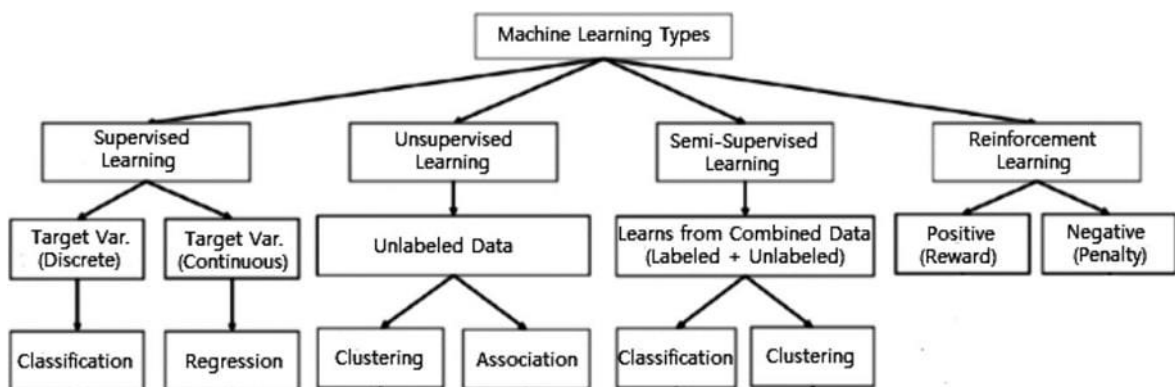 Machine Learning Types
Supervised
Learning
Unsupervised
Learning
Semi-Supervised
Learning
Reinforcement
Learning
Target Var.
(Discrete)
Target Var.
(Continuous)
Unlabeled Data
Learns from Combined Data
(Labeled + Unlabeled)
Positive
(Reward)
Negative
(Penalty)
Classification
Regression
Clustering
Association
Classification
Clustering